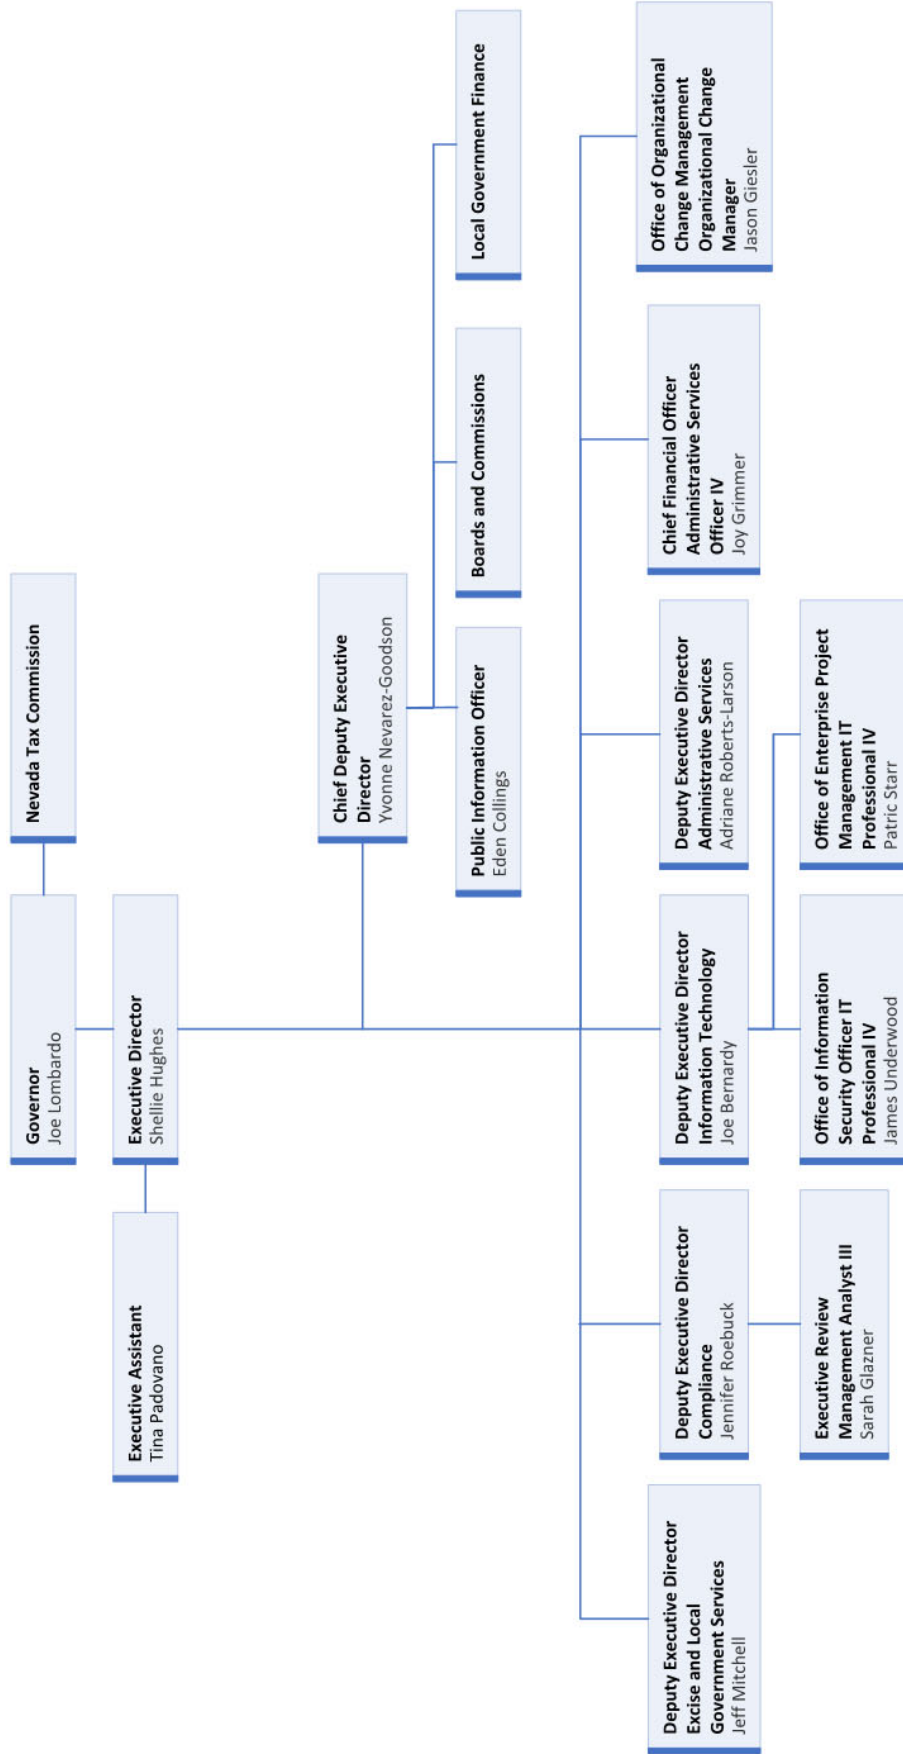 Governor
Joe Lombardo
Nevada Tax Commission
Executive Assistant
Tina Padovano
Executive Director
Shellie Hughes
Chief Deputy Executive
Director
Yvonne Nevarez-Goodson
Public Information Officer
Eden Collings
Boards and Commissions
Local Government Finance
Deputy Executive Director
Excise and Local
Government Services
Jeff Mitchell
Deputy Executive Director
Compliance
Jennifer Roebuck
Deputy Executive Director
Information Technology
Joe Bernardy
Deputy Executive Director
Administrative Services
Adriane Roberts-Larson
Chief Financial Officer
Administrative Services
Officer IV
Joy Grimmer
Office of Organizational
Change Management
Organizational Change
Manager
Jason Giesler
Executive Review
Management Analyst III
Sarah Glazner
Office of Information
Security Officer IT
Professional IV
James Underwood
Office of Enterprise Project
Management IT
Professional IV
Patric Starr